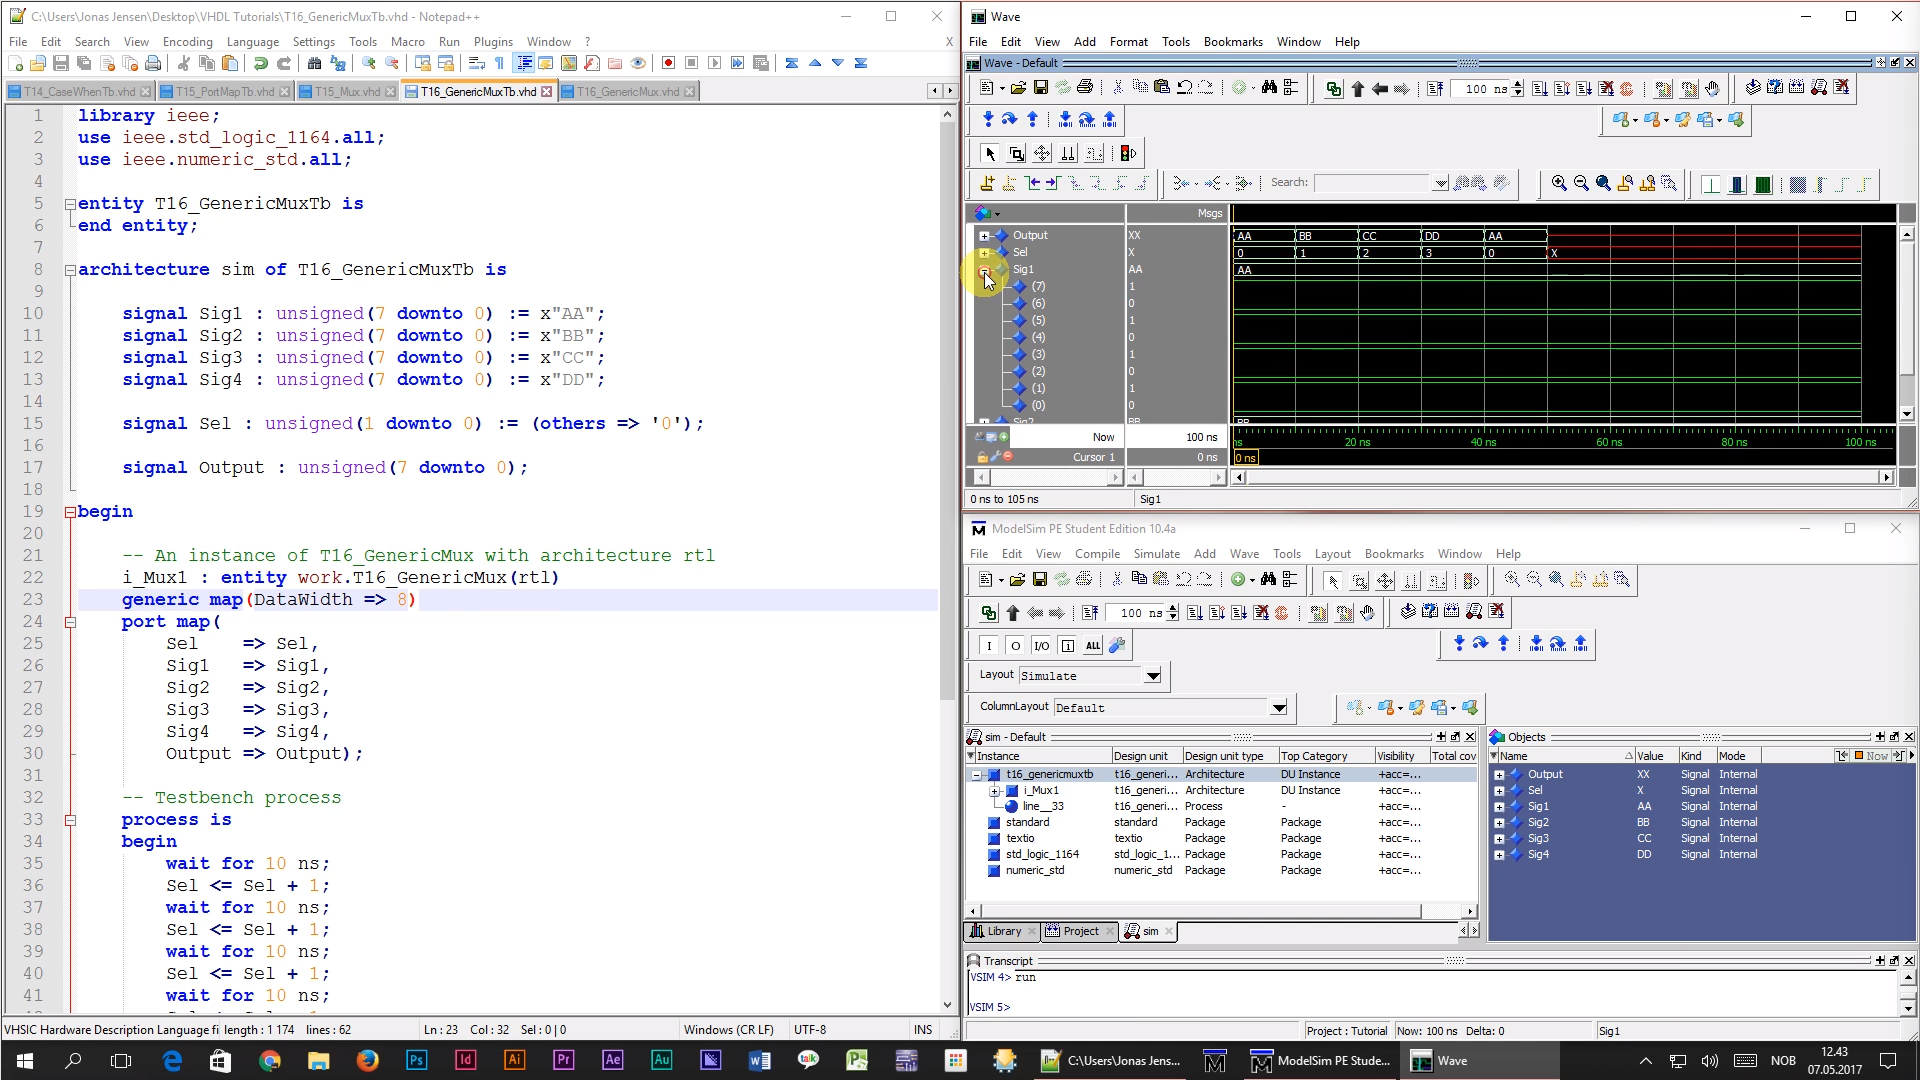 C:\Users\Jonas Jensen\Desktop\VHDL Tutorials\T16_GenericMuxTb.vhd - Notepad++
File Edit Search View Encoding Language Settings Tools Macro Run Plugins Window ? X
T14_CaseWhenTb.vhd T15_PortMapTb.vhd T15_Mux.vhd T16_GenericMuxTb.vhd T16_GenericMux.vhd
1 library ieee;
2 use ieee.std_logic_1164.all;
3 use ieee.numeric_std.all;
4
5 entity T16_GenericMuxTb is
6 end entity;
7
8 architecture sim of T16_GenericMuxTb is
9
10 signal Sig1 : unsigned(7 downto 0) := x"AA";
11 signal Sig2 : unsigned(7 downto 0) := x"BB";
12 signal Sig3 : unsigned(7 downto 0) := x"CC";
13 signal Sig4 : unsigned(7 downto 0) := x"DD";
14
15 signal Sel : unsigned(1 downto 0) := (others => '0');
16
17 signal Output : unsigned(7 downto 0);
18
19 begin
20
21 -- An instance of T16_GenericMux with architecture rtl
22 i_Mux1 : entity work.T16_GenericMux(rtl)
23 generic map(DataWidth => 8)
24 port map(
25 Sel => Sel,
26 Sig1 => Sig1,
27 Sig2 => Sig2,
28 Sig3 => Sig3,
29 Sig4 => Sig4,
30 Output => Output);
31
32 -- Testbench process
33 process is
34 begin
35 wait for 10 ns;
36 Sel <= Sel + 1;
37 wait for 10 ns;
38 Sel <= Sel + 1;
39 wait for 10 ns;
40 Sel <= Sel + 1;
41 wait for 10 ns;
VHSIC Hardware Description Language fi length : 1 174 lines : 62 Ln : 23 Col : 32 Sel : 0 | 0 Windows (CR LF) UTF-8 INS
Wave
File Edit View Add Format Tools Bookmarks Window Help
Wave - Default
100 ns
Search:
Msgs
Output XX AA BB CC DD AA
Sel X 0 1 2 3 0 X
Sig1 AA AA
(7) 1
(6) 0
(5) 1
(4) 0
(3) 1
(2) 0
(1) 1
(0) 0
Sig2 BB BB
Now 100 ns ns 20 ns 40 ns 60 ns 80 ns 100 ns
Cursor 1 0 ns 0 ns
0 ns to 105 ns Sig1
ModelSim PE Student Edition 10.4a
File Edit View Compile Simulate Add Wave Tools Layout Bookmarks Window Help
100 ns
I O I/O i ALL
Layout Simulate
ColumnLayout Default
sim - Default
Instance Design unit Design unit type Top Category Visibility Total cov
t16_genericmuxtb t16_generi... Architecture DU Instance +acc=...
i_Mux1 t16_generi... Architecture DU Instance +acc=...
line__33 t16_generi... Process - +acc=...
standard standard Package Package +acc=...
textio textio Package Package +acc=...
std_logic_1164 std_logic_1... Package Package +acc=...
numeric_std numeric_std Package Package +acc=...
Library Project sim
Objects
Name Value Kind Mode Now
Output XX Signal Internal
Sel X Signal Internal
Sig1 AA Signal Internal
Sig2 BB Signal Internal
Sig3 CC Signal Internal
Sig4 DD Signal Internal
Transcript
VSIM 4> run
VSIM 5>
Project : Tutorial Now: 100 ns Delta: 0 Sig1
C:\Users\Jonas Jens... ModelSim PE Stude... Wave NOB 12.43
07.05.2017